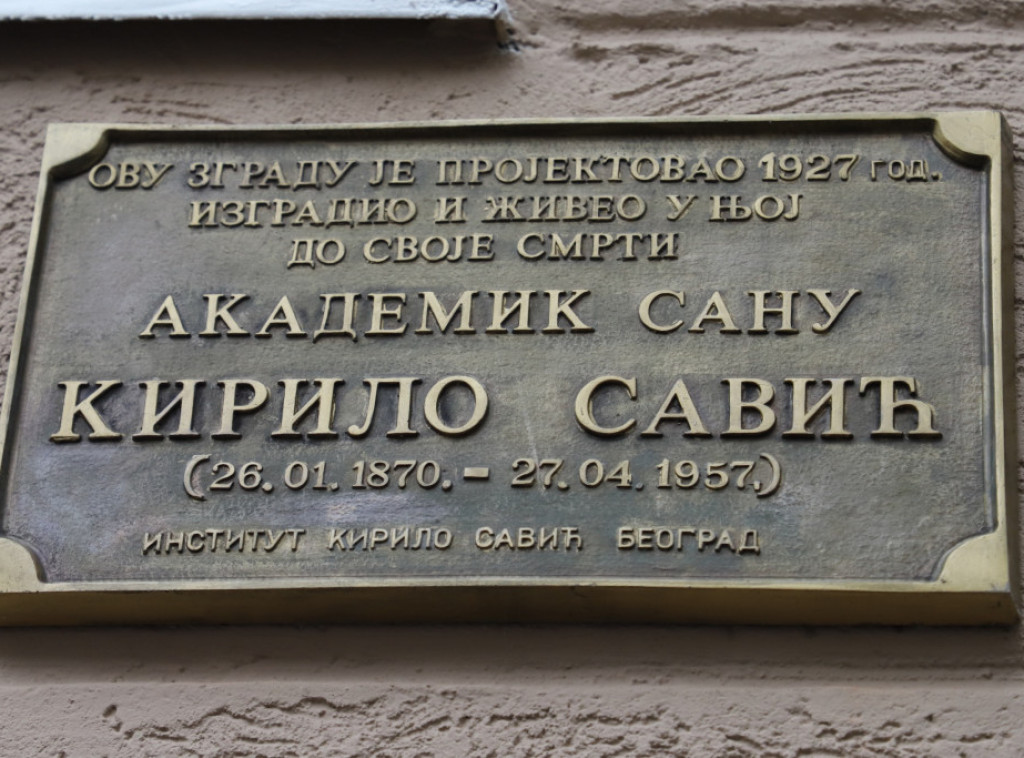 ОВУ ЗГРАДУ ЈЕ ПРОЈЕКТОВАО 1927 ГОД.
ИЗГРАДИО И ЖИВЕО У ЊОЈ
ДО СВОЈЕ СМРТИ
АКАДЕМИК САНУ
КИРИЛО САВИЋ
(26.01.1870.- 27.04.1957.)
ИНСТИТУТ КИРИЛО САВИЋ БЕОГРАД